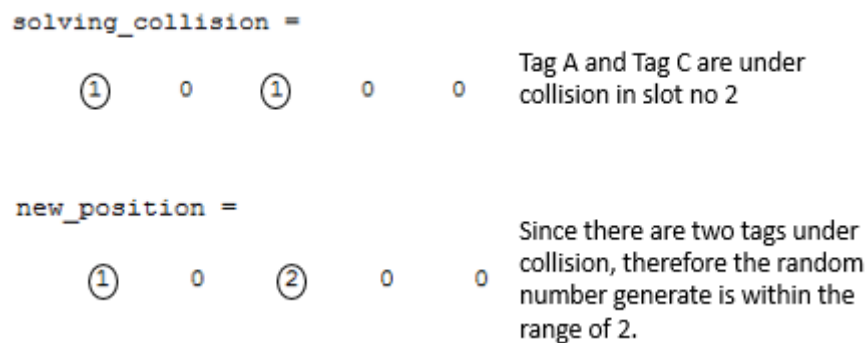 solving_collision =
1 0 1 0 0
Tag A and Tag C are under
collision in slot no 2
new_position =
1 0 2 0 0
Since there are two tags under
collision, therefore the random
number generate is within the
range of 2.